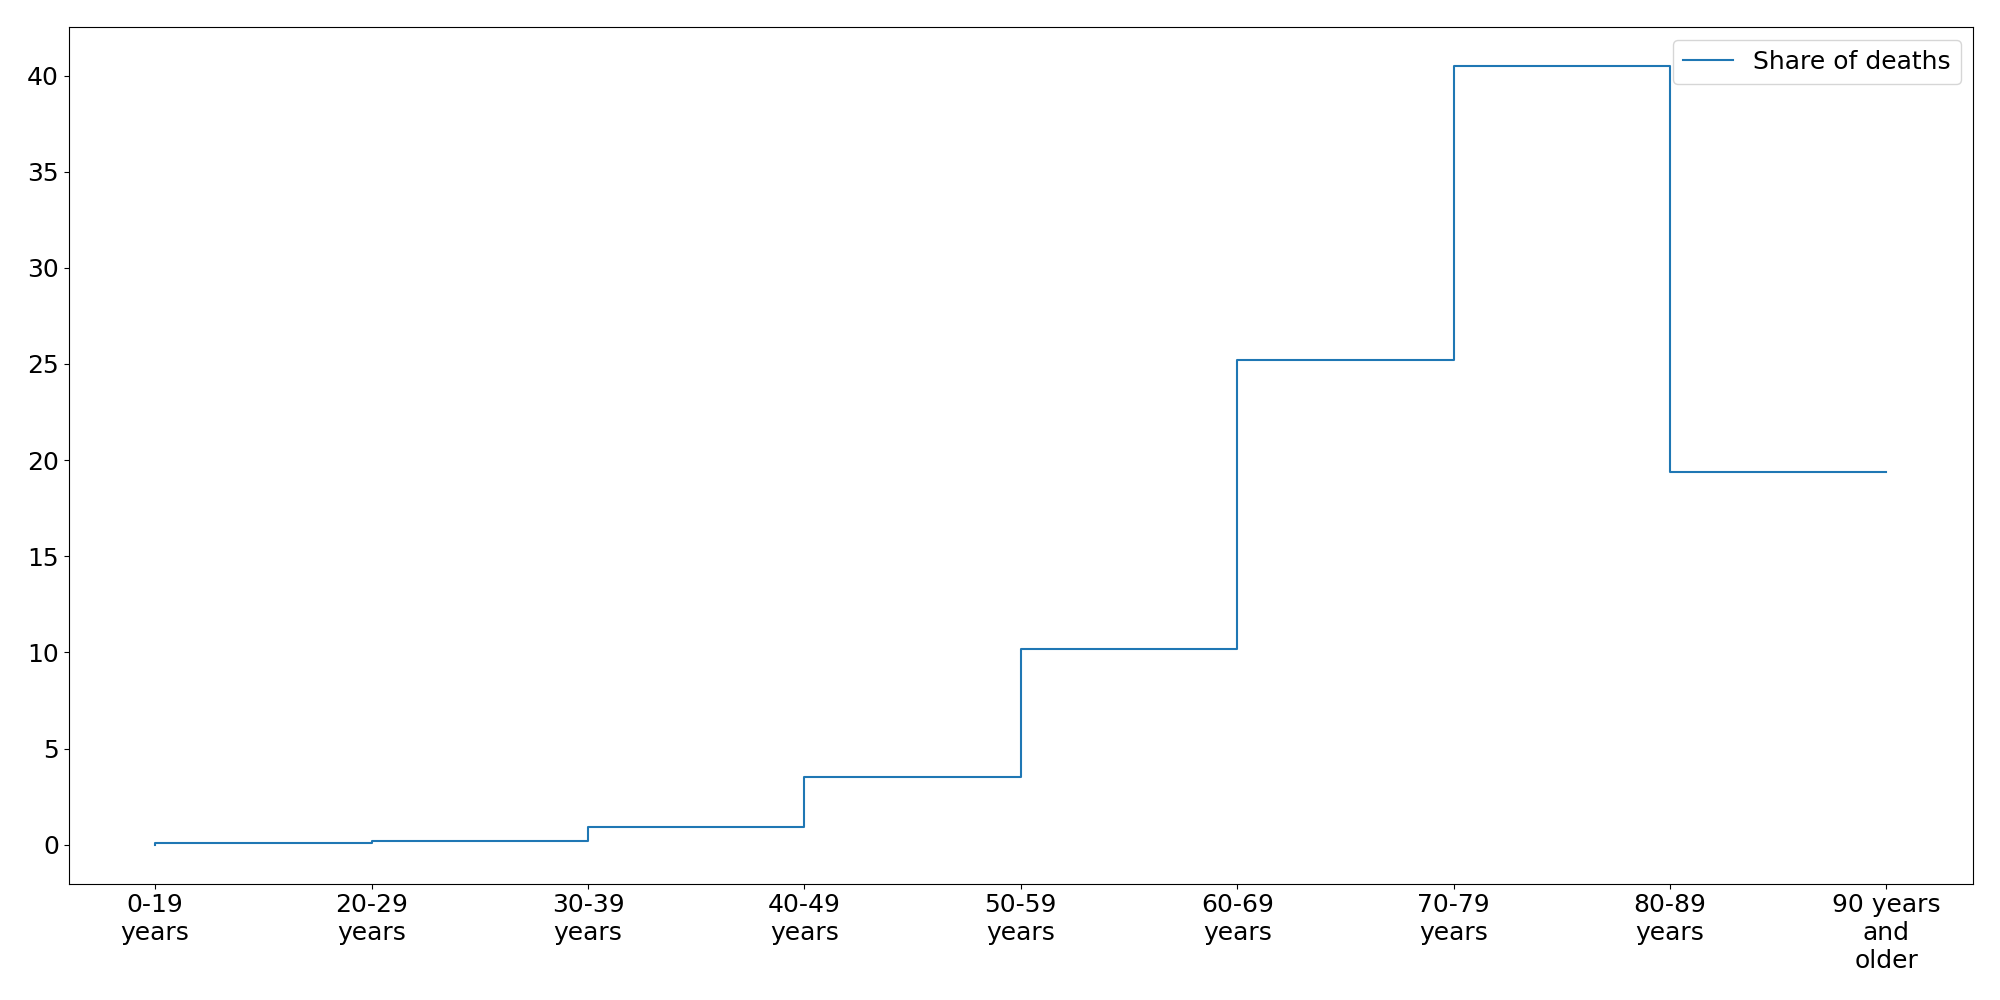 Share of deaths
40
35
30
25
20
15
10
5
0
0-19
years
20-29
years
30-39
years
40-49
years
50-59
years
60-69
years
70-79
years
80-89
years
90 years
and
older